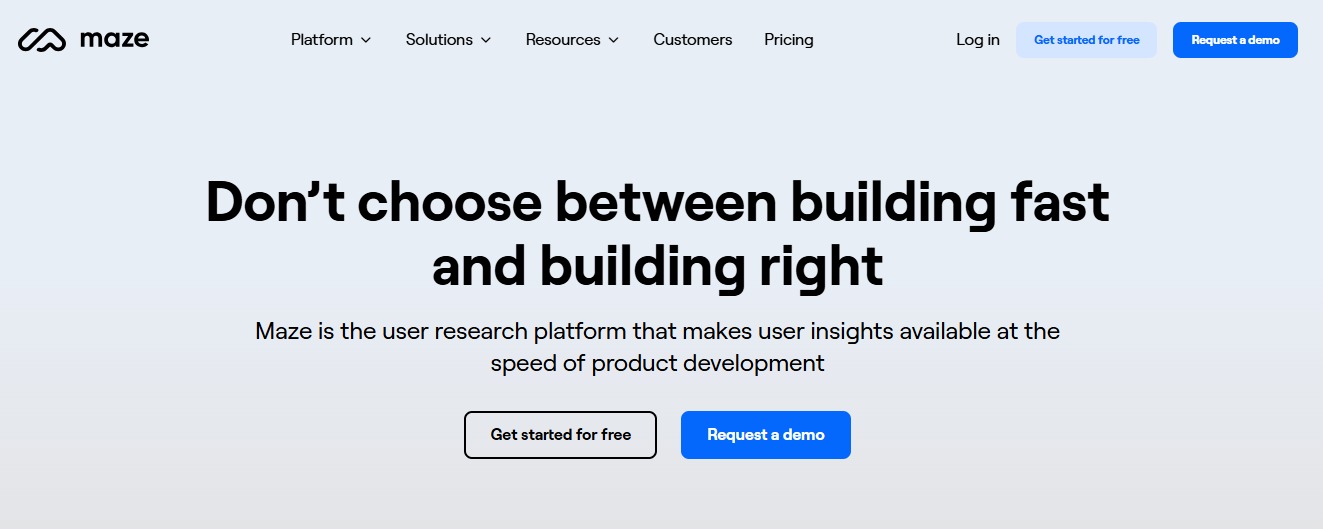 maze
Platform
Solutions
Resources
Customers
Pricing
Log in
Get started for free
Request a demo
Don’t choose between building fast
and building right
Maze is the user research platform that makes user insights available at the
speed of product development
Get started for free
Request a demo